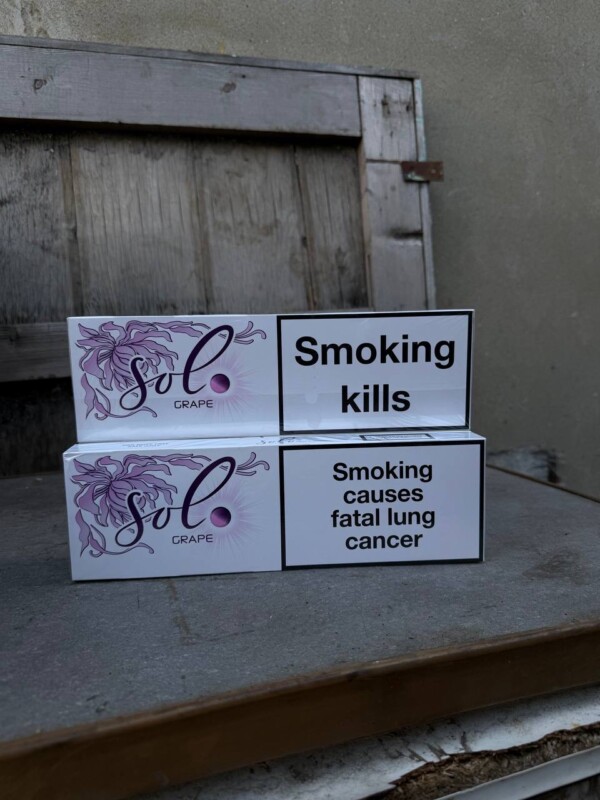 sol.
GRAPE
Smoking
kills
sol.
GRAPE
Smoking
causes
fatal lung
cancer